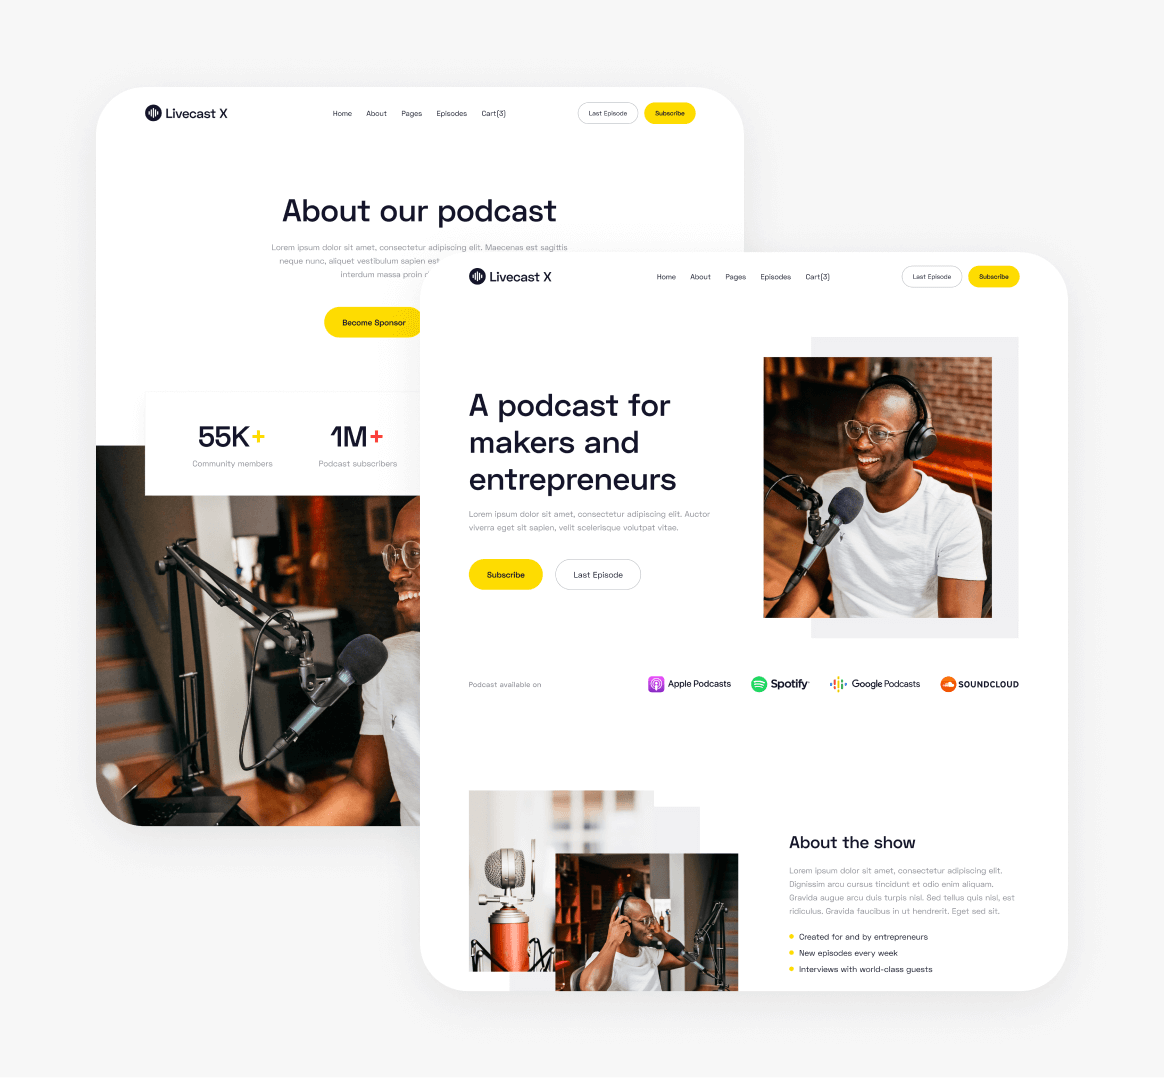 Livecast X
Home About Pages Episodes Cart(3)
Last Episode
Subscribe
About our podcast
Lorem ipsum dolor sit amet, consectetur adipiscing elit. Maecenas est sagittis
neque nunc, aliquet vestibulum sapien est
interdum massa proin
Become Sponsor
55K+
Community members
1M+
Podcast subscribers
Livecast X
Home About Pages Episodes Cart(3)
Last Episode
Subscribe
A podcast for
makers and
entrepreneurs
Lorem ipsum dolor sit amet, consectetur adipiscing elit. Auctor
viverra eget sit sapien, velit scelerisque volutpat vitae.
Subscribe
Last Episode
Podcast available on
Apple Podcasts
Spotify
Google Podcasts
SOUNDCLOUD
About the show
Lorem ipsum dolor sit amet, consectetur adipiscing elit.
Dignissim arcu cursus tincidunt et odio enim aliquam.
Gravida augue arcu duis turpis nisl. Sed tellus quis nisl, est
ridiculus. Gravida faucibus in ut hendrerit. Eget sed sit.
Created for and by entrepreneurs
New episodes every week
Interviews with world-class guests